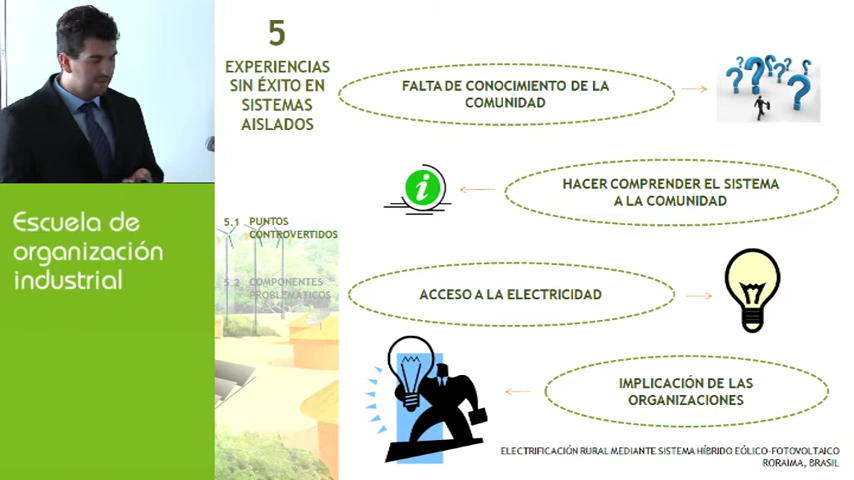 5
EXPERIENCIAS
SIN ÉXITO EN
SISTEMAS
AISLADOS
5.1 PUNTOS
CONTROVERTIDOS
5.2 COMPONENTES
PROBLEMÁTICOS
FALTA DE CONOCIMIENTO DE LA
COMUNIDAD
HACER COMPRENDER EL SISTEMA
A LA COMUNIDAD
ACCESO A LA ELECTRICIDAD
IMPLICACIÓN DE LAS
ORGANIZACIONES
ELECTRIFICACIÓN RURAL MEDIANTE SISTEMA HÍBRIDO EÓLICO-FOTOVOLTAICO
RORAIMA, BRASIL
Escuela de
organización
industrial